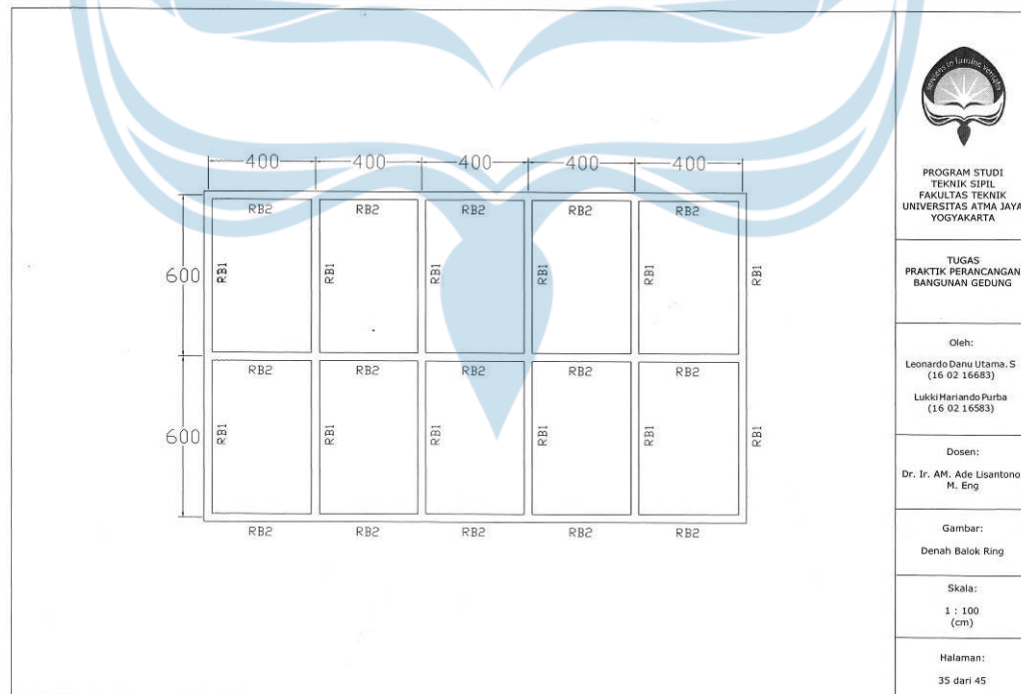 400 400 400 400 400
RB2 RB2 RB2 RB2 RB2
600 RB1 RB1 RB1 RB1 RB1 RB1
RB2 RB2 RB2 RB2 RB2
600 RB1 RB1 RB1 RB1 RB1 RB1
RB2 RB2 RB2 RB2 RB2
serviens in lumine veritatis
PROGRAM STUDI
TEKNIK SIPIL
FAKULTAS TEKNIK
UNIVERSITAS ATMA JAYA
YOGYAKARTA
TUGAS
PRAKTIK PERANCANGAN
BANGUNAN GEDUNG
Oleh:
Leonardo Danu Utama. S
(16 02 16683)
Lukki Hariando Purba
(16 02 16583)
Dosen:
Dr. Ir. AM. Ade Lisantono,
M. Eng
Gambar:
Denah Balok Ring
Skala:
1 : 100
(cm)
Halaman:
35 dari 45